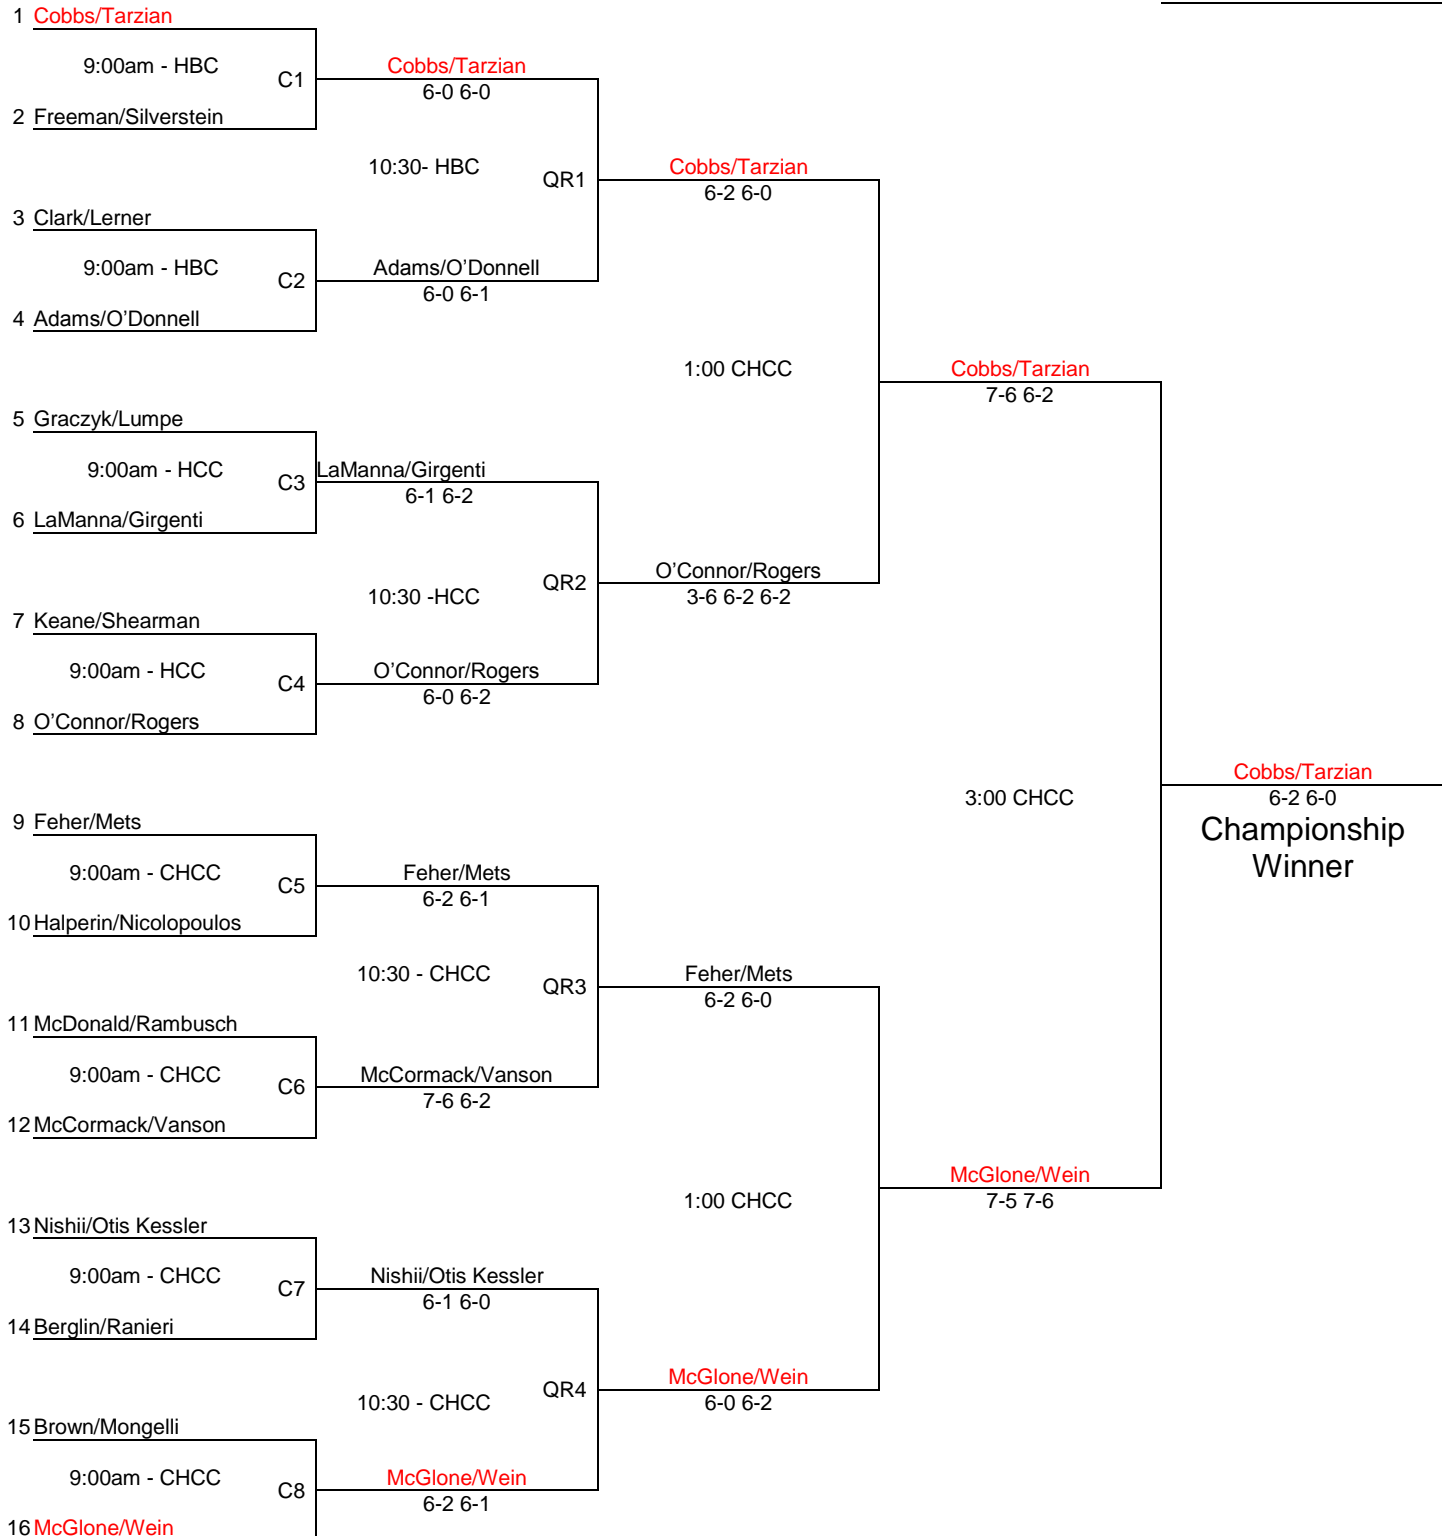 1 Cobbs/Tarzian
9:00am - HBC
C1
2 Freeman/Silverstein
Cobbs/Tarzian
6-0 6-0
10:30- HBC
QR1
3 Clark/Lerner
9:00am - HBC
C2
4 Adams/O'Donnell
Adams/O'Donnell
6-0 6-1
Cobbs/Tarzian
6-2 6-0
1:00 CHCC
5 Graczyk/Lumpe
9:00am - HCC
C3
6 LaManna/Girgenti
LaManna/Girgenti
6-1 6-2
10:30 -HCC
QR2
7 Keane/Shearman
9:00am - HCC
C4
8 O'Connor/Rogers
O'Connor/Rogers
6-0 6-2
O'Connor/Rogers
3-6 6-2 6-2
Cobbs/Tarzian
7-6 6-2
3:00 CHCC
Cobbs/Tarzian
6-2 6-0
Championship
Winner
9 Feher/Mets
9:00am - CHCC
C5
10 Halperin/Nicolopoulos
Feher/Mets
6-2 6-1
10:30 - CHCC
QR3
11 McDonald/Rambusch
9:00am - CHCC
C6
12 McCormack/Vanson
McCormack/Vanson
7-6 6-2
Feher/Mets
6-2 6-0
1:00 CHCC
McGlone/Wein
7-5 7-6
13 Nishii/Otis Kessler
9:00am - CHCC
C7
14 Berglin/Ranieri
Nishii/Otis Kessler
6-1 6-0
10:30 - CHCC
QR4
McGlone/Wein
6-0 6-2
15 Brown/Mongelli
9:00am - CHCC
C8
16 McGlone/Wein
McGlone/Wein
6-2 6-1